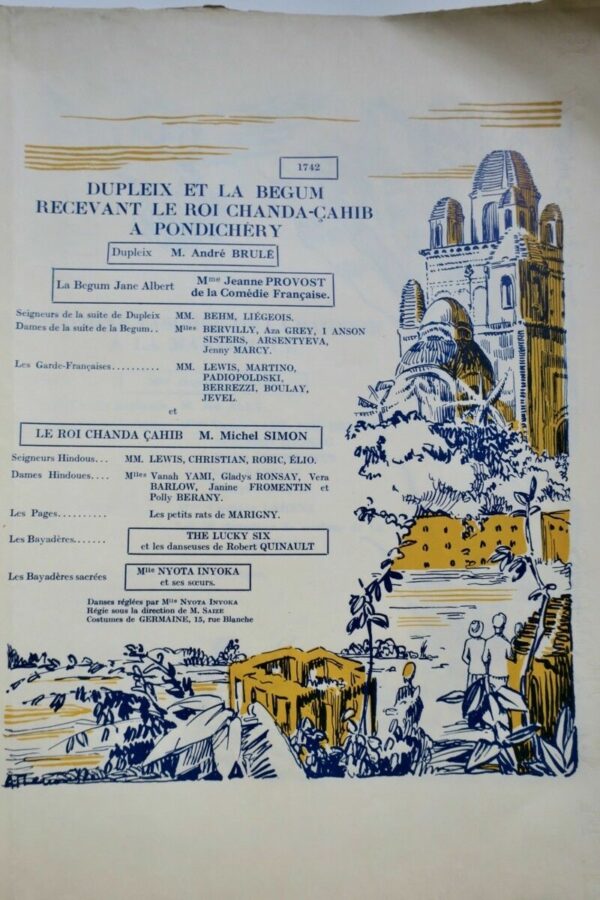 1742
DUPLEIX ET LA BEGUM
RECEVANT LE ROI CHANDA-ÇAHIB
A PONDICHÉRY
Dupleix M. André BRULÉ
La Begum Jane Albert Mme Jeanne PROVOST
de la Comédie Française.
Seigneurs de la suite de Dupleix MM. BEHM, LIÉGEOIS.
Dames de la suite de la Begum.. Mlles BERVILLY, Aza GREY, I ANSON
SISTERS, ARSENTYEVA,
Jenny MARCY.
Les Garde-Françaises.......... MM. LEWIS, MARTINO,
PADIOPOLDSKI,
BERREZZI, BOULAY,
JEVEL.
et
LE ROI CHANDA ÇAHIB M. Michel SIMON
Seigneurs Hindous... MM. LEWIS, CHRISTIAN, ROBIC, ÉLIO.
Dames Hindoues.... Mlles Vanah YAMI, Gladys RONSAY, Vera
BARLOW, Janine FROMENTIN et
Polly BERANY.
Les Pages.......... Les petits rats de MARIGNY.
Les Bayadères....... THE LUCKY SIX
et les danseuses de Robert QUINAULT
Les Bayadères sacrées Mlle NYOTA INYOKA
et ses sœurs.
Danses réglées par Mlle NYOTA INYOKA
Régie sous la direction de M. SAIZE
Costumes de GERMAINE, 15, rue Blanche